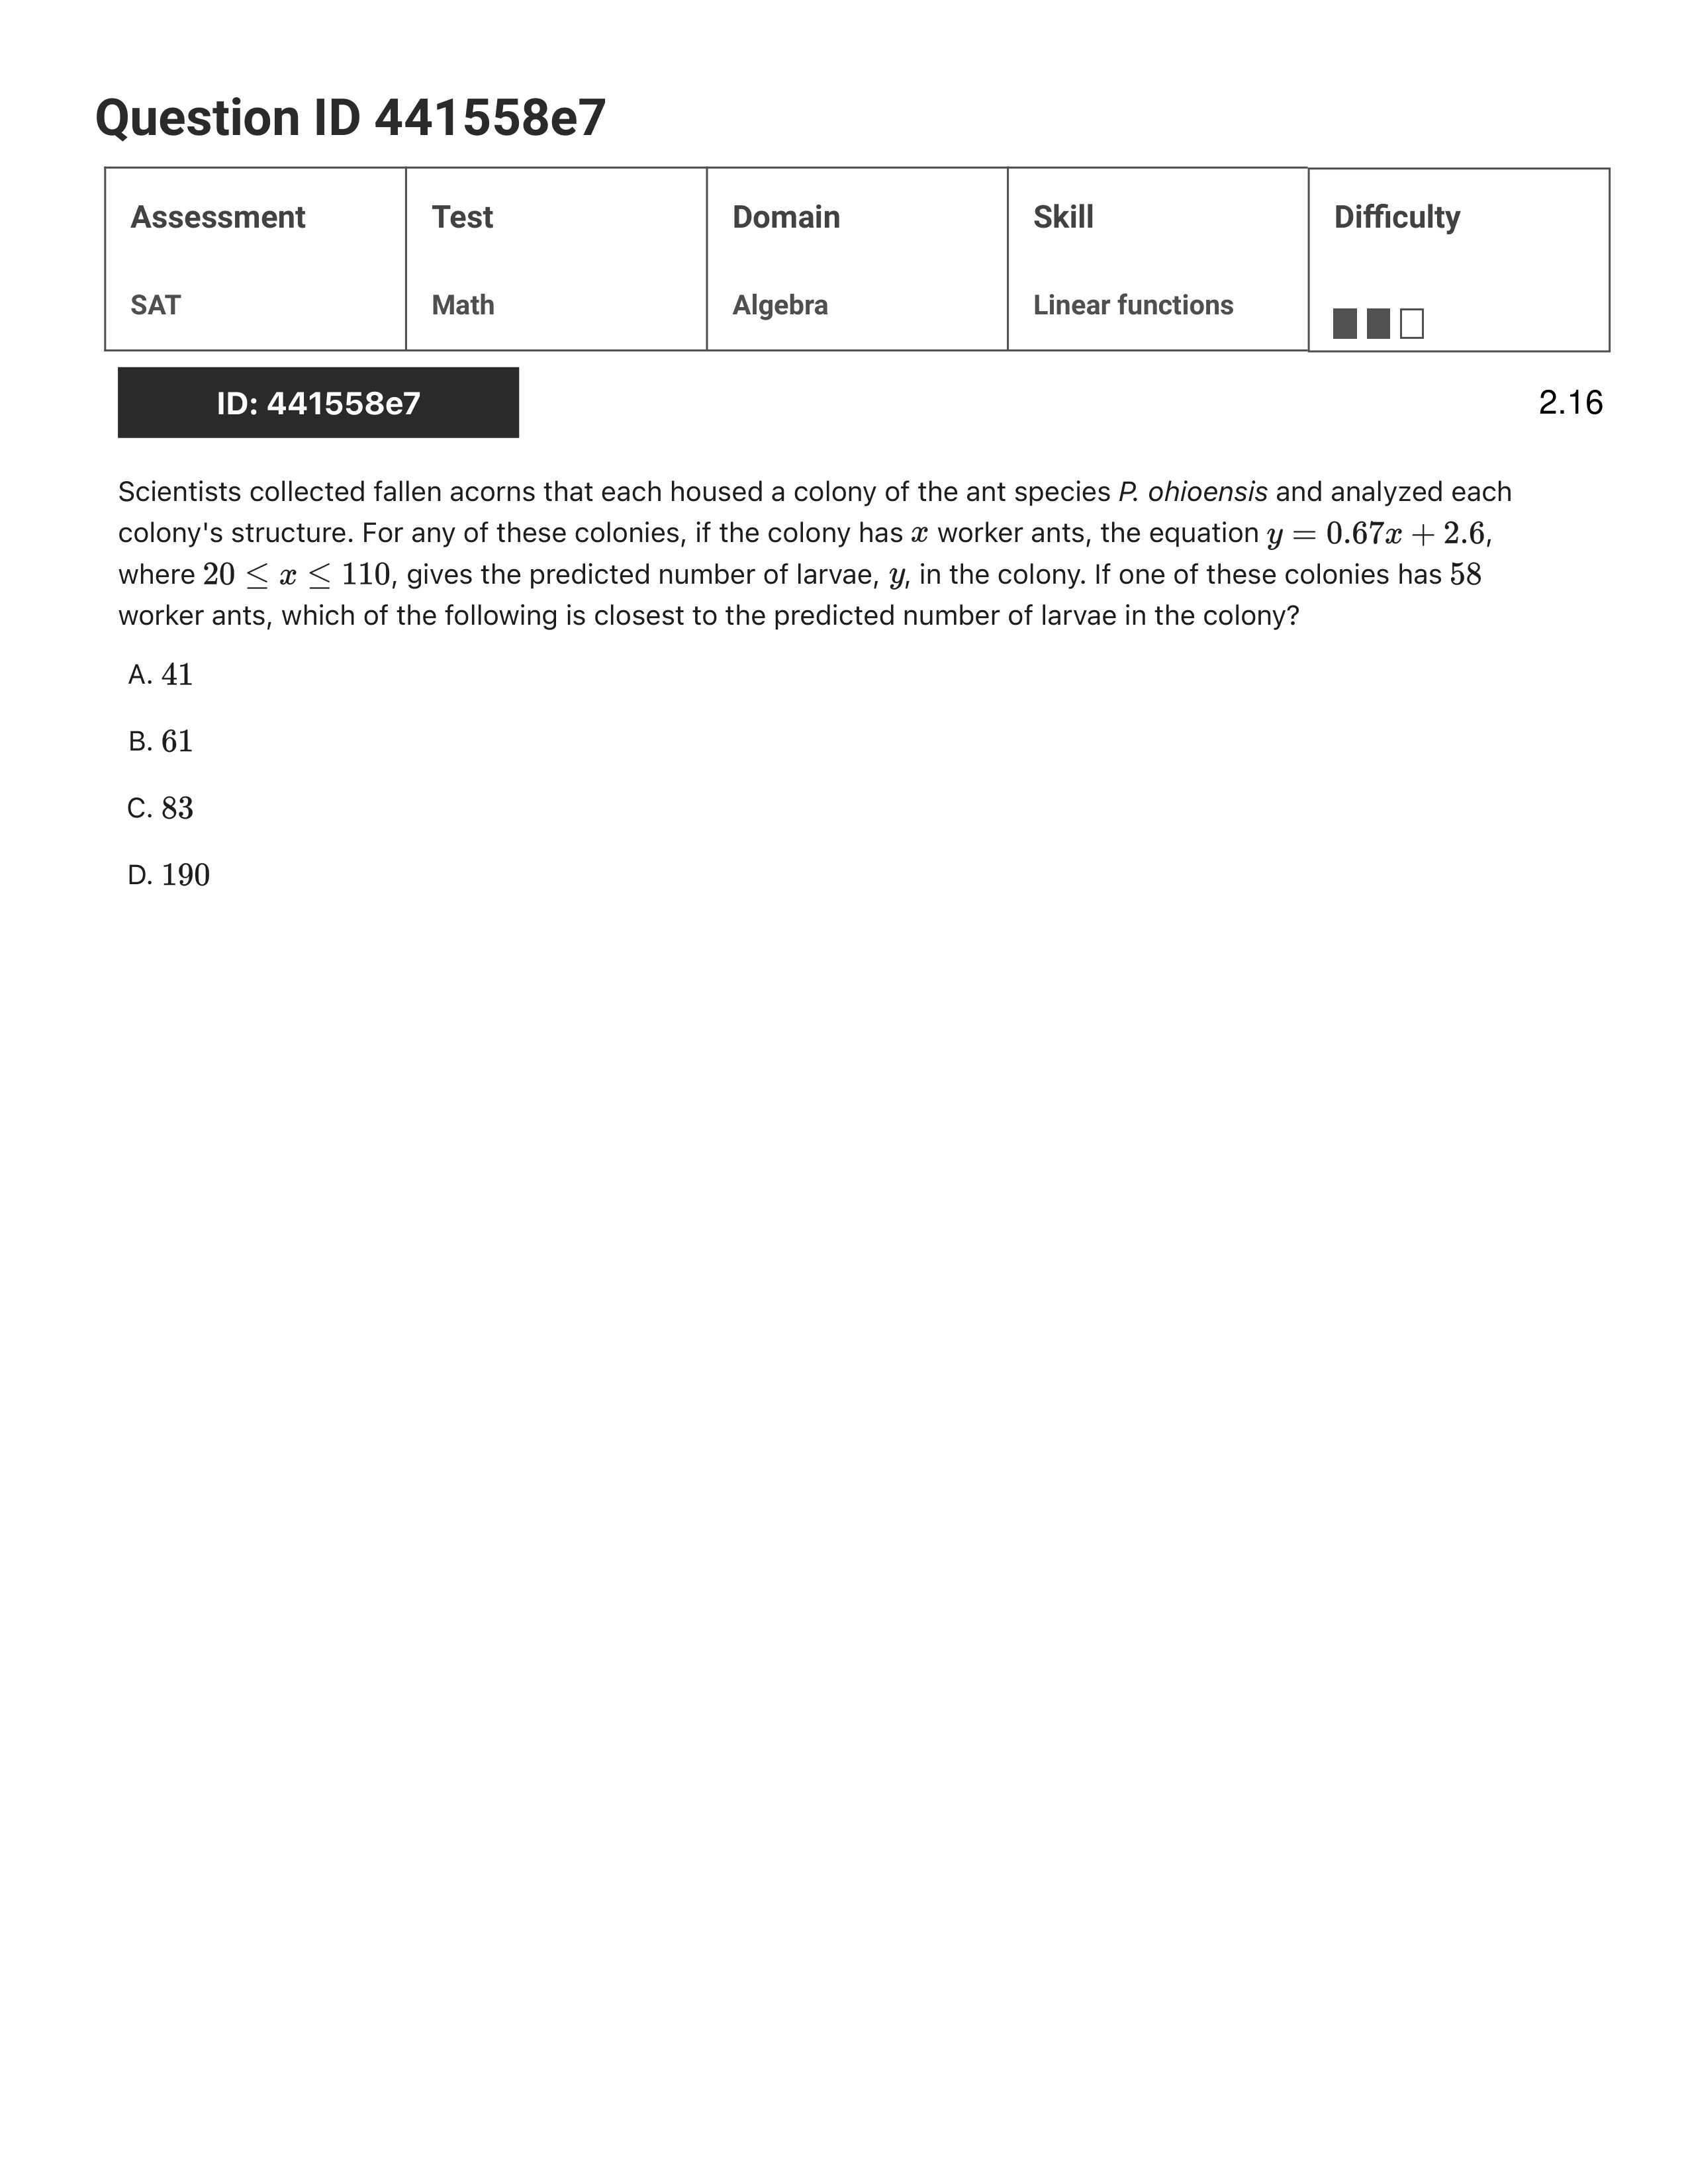 Question ID 441558e7
Assessment Test Domain Skill Difficulty
SAT Math Algebra Linear functions
ID: 441558e7 2.16
Scientists collected fallen acorns that each housed a colony of the ant species P. ohioensis and analyzed each
colony's structure. For any of these colonies, if the colony has x worker ants, the equation y = 0.67x + 2.6,
where 20 ≤ x ≤ 110, gives the predicted number of larvae, y, in the colony. If one of these colonies has 58
worker ants, which of the following is closest to the predicted number of larvae in the colony?
A. 41
B. 61
C. 83
D. 190